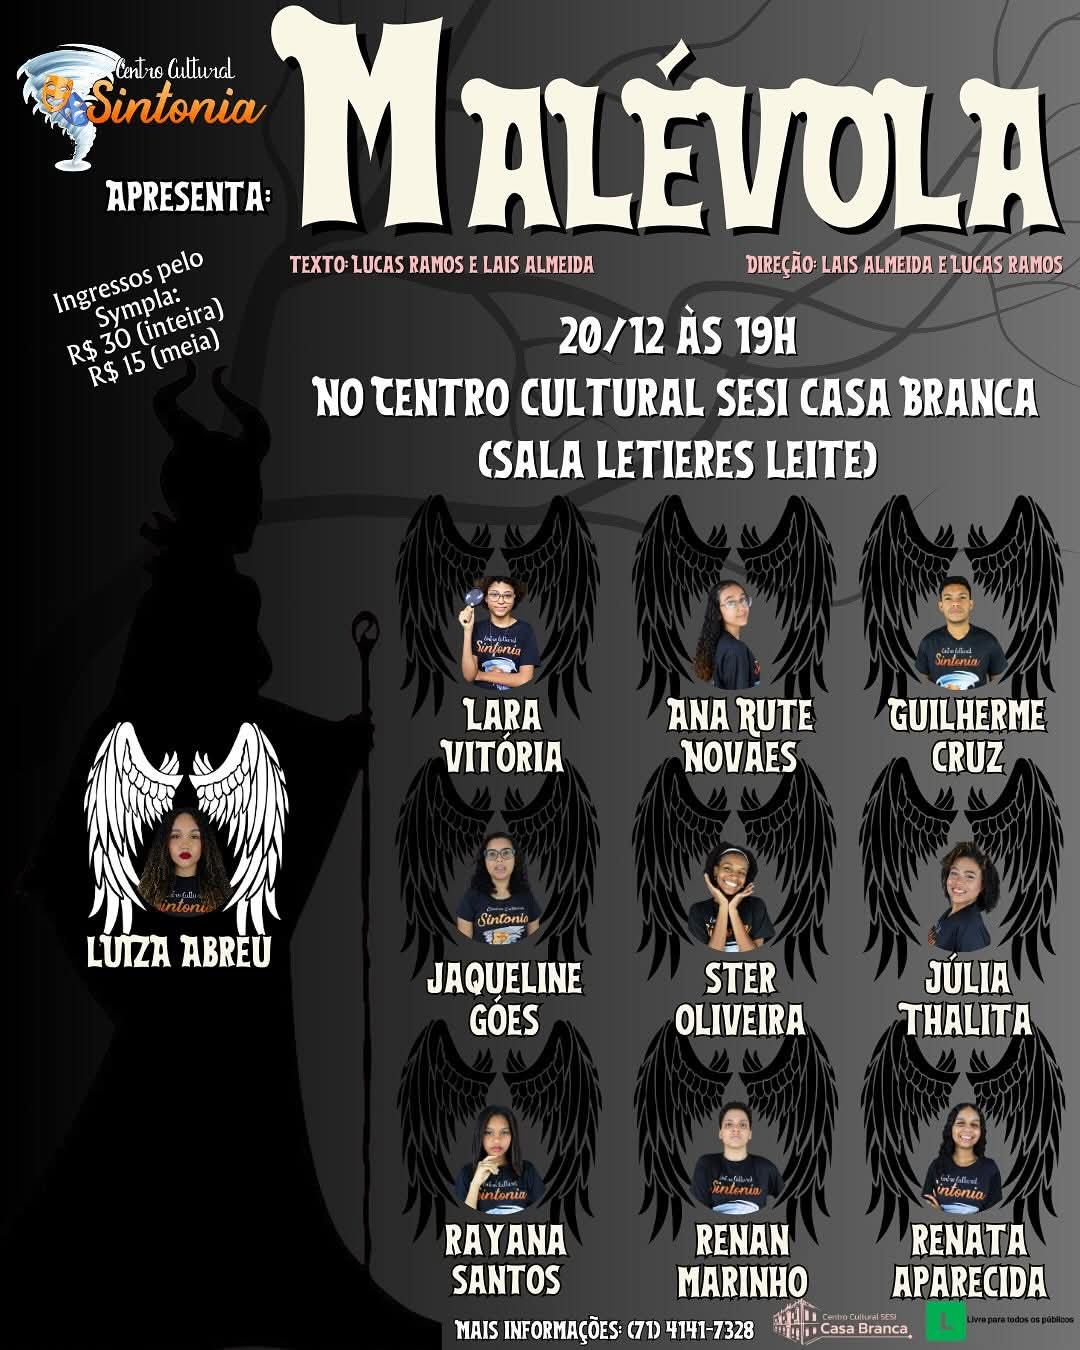 Centro Cultural
Sintonia
APRESENTA:
MALÉVOLA
TEXTO: LUCAS RAMOS E LAIS ALMEIDA
DIREÇÃO: LAIS ALMEIDA E LUCAS RAMOS
Ingressos pelo
Sympla:
R$ 30 (inteira)
R$ 15 (meia)
20/12 ÀS 19H
NO CENTRO CULTURAL SESI CASA BRANCA
(SALA LETIERES LEITE)
LARA
VITÓRIA
ANA RUTE
NOVAES
GUILHERME
CRUZ
LUIZA ABREU
JAQUELINE
GÓES
STER
OLIVEIRA
JÚLIA
THALITA
RAYANA
SANTOS
RENAN
MARINHO
RENATA
APARECIDA
MAIS INFORMAÇÕES: (71) 4141-7328
Centro Cultural SESI
Casa Branca
L
Livre para todos os públicos